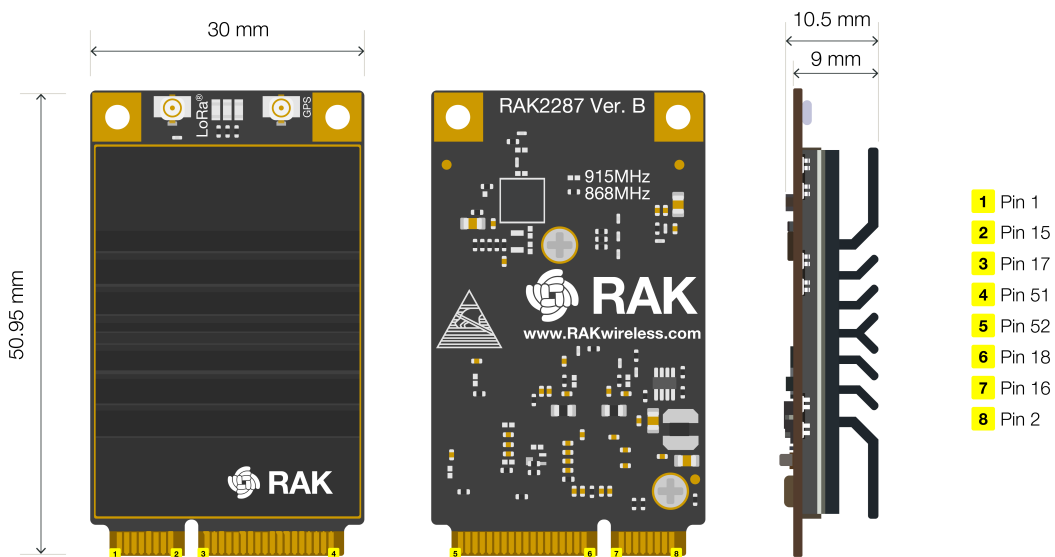 30 mm
10.5 mm
9 mm
50.95 mm
LoRa®
GPS
RAK
1
2
3
4
RAK2287 Ver. B
915MHz
868MHz
RAK
www.RAKwireless.com
5
6
7
8
1 Pin 1
2 Pin 15
3 Pin 17
4 Pin 51
5 Pin 52
6 Pin 18
7 Pin 16
8 Pin 2